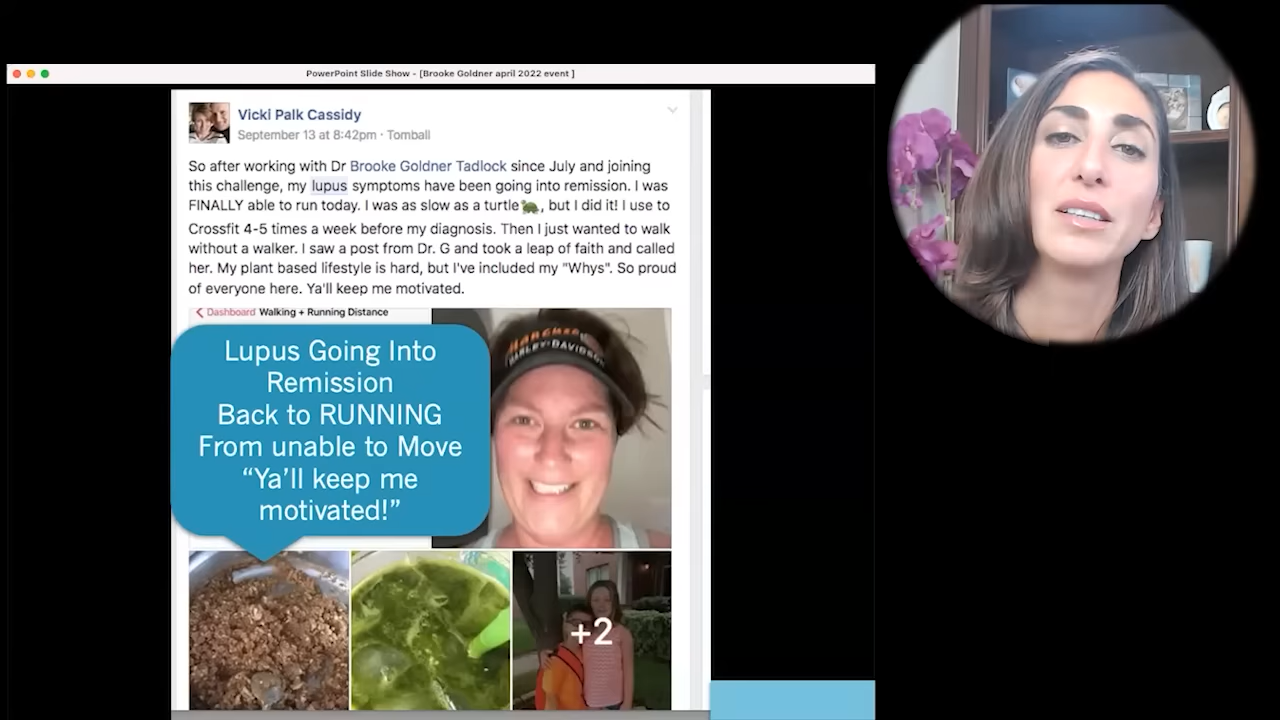 PowerPoint Slide Show - [Brooke Goldner april 2022 event ]
Vicki Palk Cassidy
September 13 at 8:42pm · Tomball
So after working with Dr Brooke Goldner Tadlock since July and joining
this challenge, my lupus symptoms have been going into remission. I was
FINALLY able to run today. I was as slow as a turtle🐢, but I did it! I use to
Crossfit 4-5 times a week before my diagnosis. Then I just wanted to walk
without a walker. I saw a post from Dr. G and took a leap of faith and called
her. My plant based lifestyle is hard, but I've included my "Whys". So proud
of everyone here. Ya'll keep me motivated.
< Dashboard Walking + Running Distance
HARLEY-DAVIDSON
Lupus Going Into
Remission
Back to RUNNING
From unable to Move
“Ya’ll keep me
motivated!”
+2